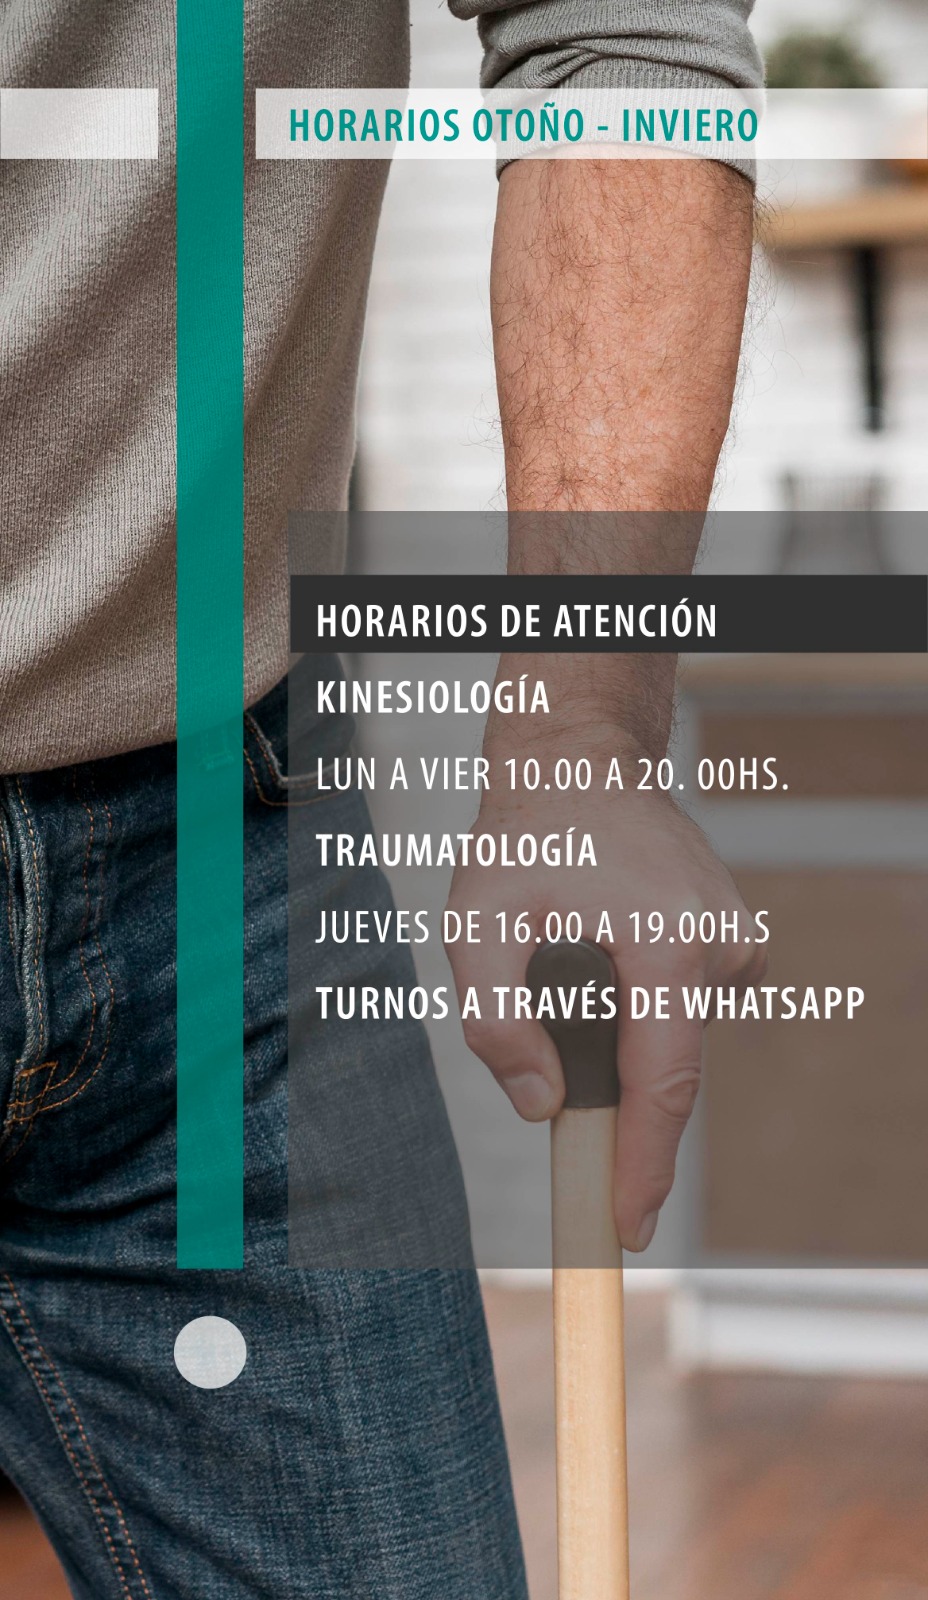 HORARIOS OTOÑO - INVIERO
HORARIOS DE ATENCIÓN
KINESIOLOGÍA
LUN A VIER 10.00 A 20. 00HS.
TRAUMATOLOGÍA
JUEVES DE 16.00 A 19.00H.S
TURNOS A TRAVÉS DE WHATSAPP